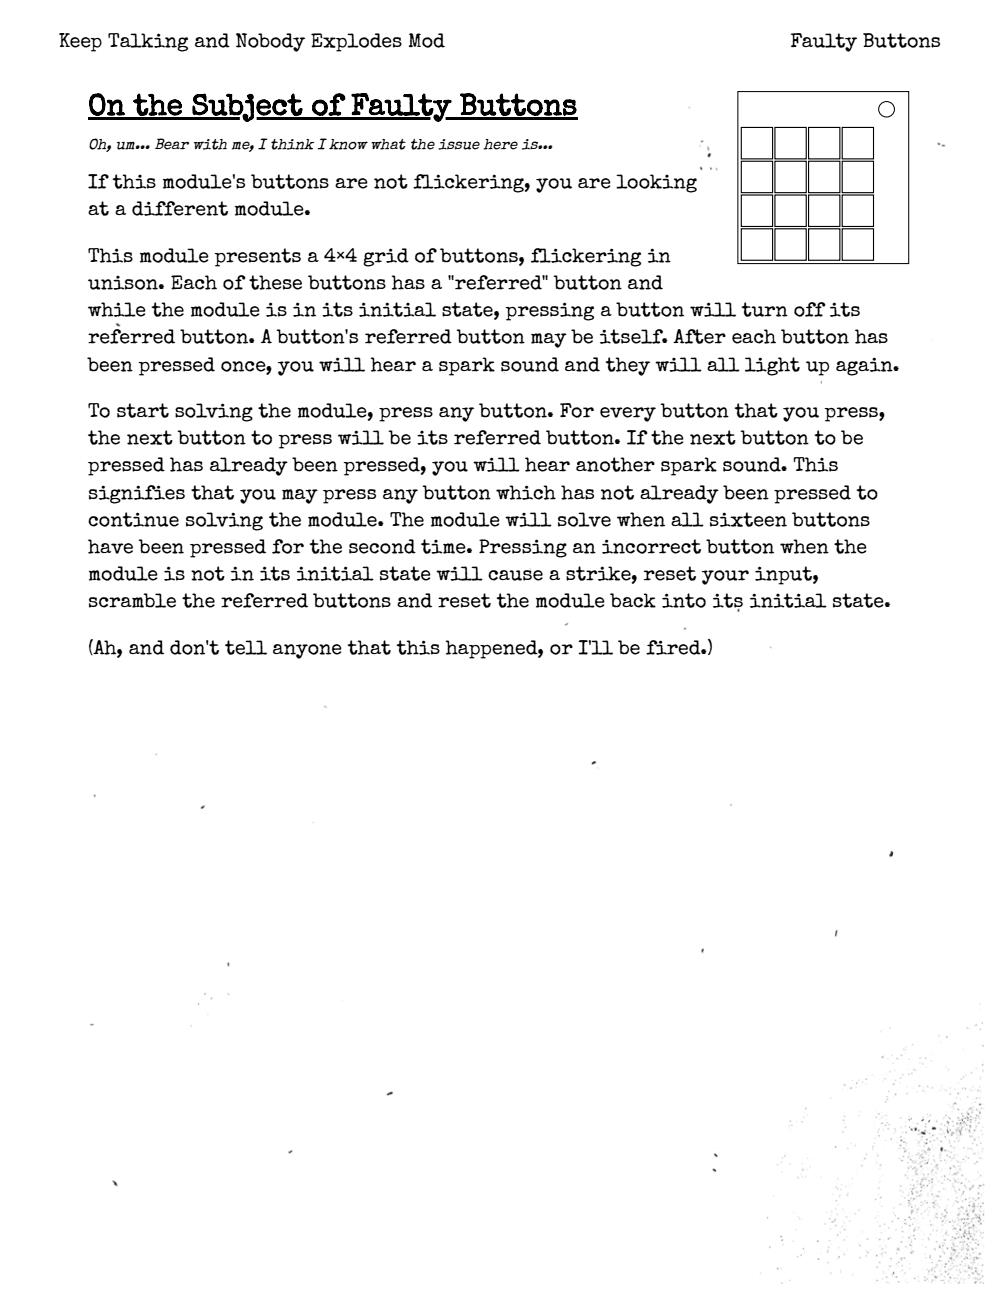 Keep Talking and Nobody Explodes Mod
Faulty Buttons
On the Subject of Faulty Buttons
Oh, um... Bear with me, I think I know what the issue here is...
If this module's buttons are not flickering, you are looking
at a different module.
This module presents a 4×4 grid of buttons, flickering in
unison. Each of these buttons has a "referred" button and
while the module is in its initial state, pressing a button will turn off its
referred button. A button's referred button may be itself. After each button has
been pressed once, you will hear a spark sound and they will all light up again.
To start solving the module, press any button. For every button that you press,
the next button to press will be its referred button. If the next button to be
pressed has already been pressed, you will hear another spark sound. This
signifies that you may press any button which has not already been pressed to
continue solving the module. The module will solve when all sixteen buttons
have been pressed for the second time. Pressing an incorrect button when the
module is not in its initial state will cause a strike, reset your input,
scramble the referred buttons and reset the module back into its initial state.
(Ah, and don't tell anyone that this happened, or I'll be fired.)